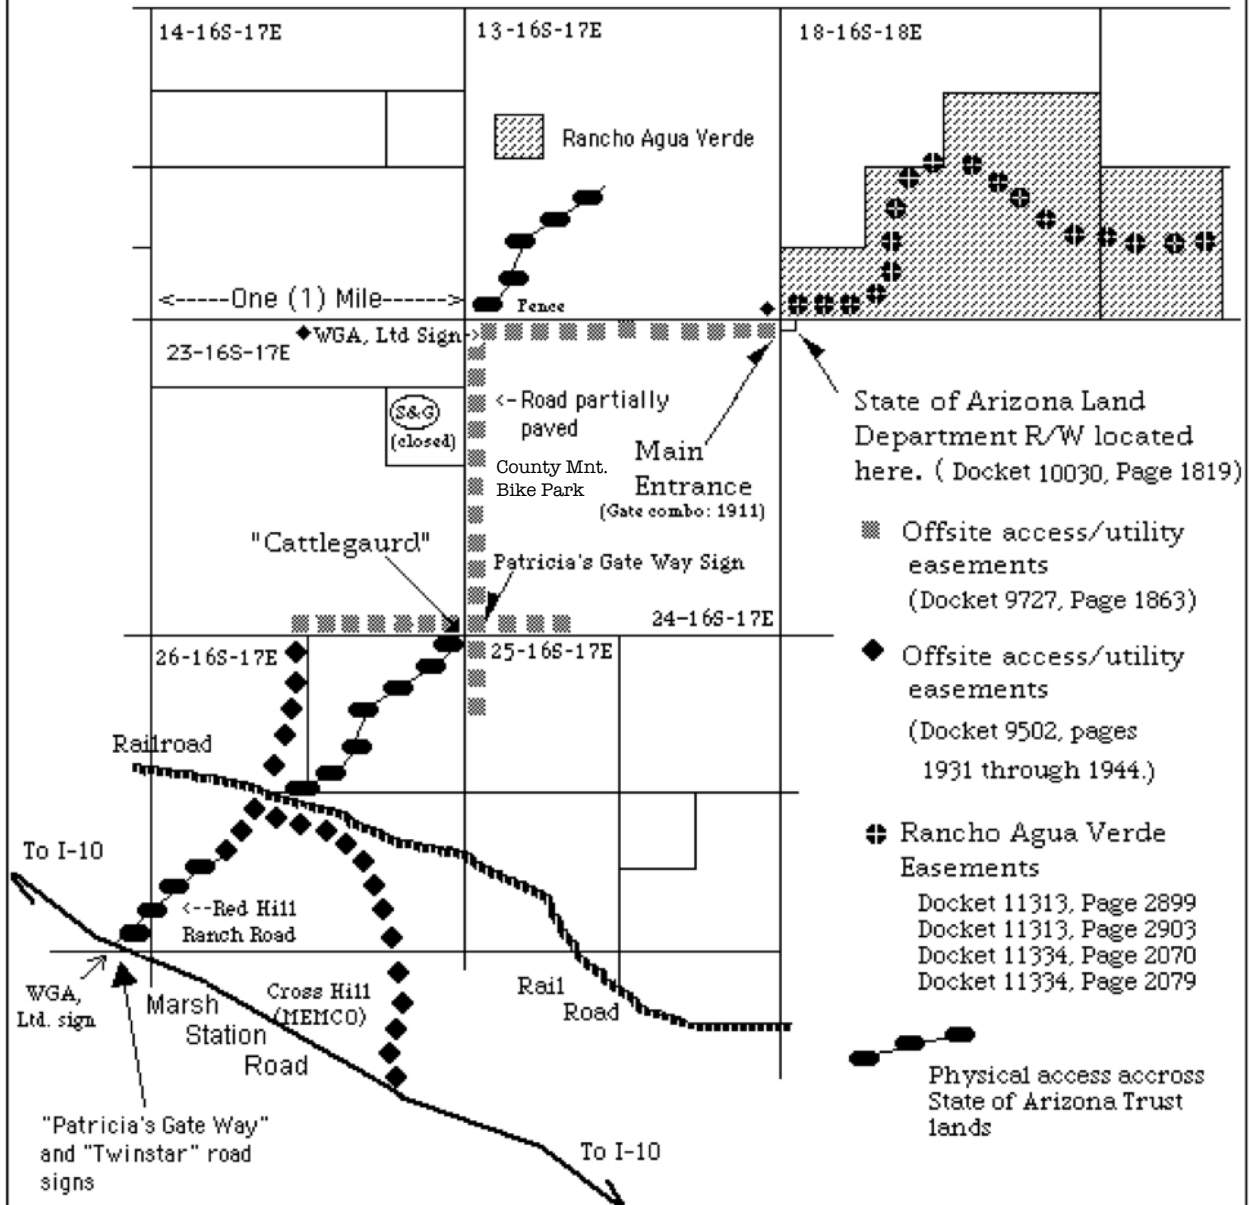 14-16S-17E
13-16S-17E
18-16S-18E
Rancho Agua Verde
<-----One (1) Mile------>
Fence
WGA, Ltd Sign->
23-16S-17E
S&G
(closed)
<-Road partially
paved
County Mnt.
Bike Park
Main
Entrance
(Gate combo: 1911)
State of Arizona Land
Department R/W located
here. ( Docket 10030, Page 1819)
"Cattlegaurd"
Patricia's Gate Way Sign
24-16S-17E
26-16S-17E
25-16S-17E
Offsite access/utility
easements
(Docket 9727, Page 1863)
Offsite access/utility
easements
(Docket 9502, pages
1931 through 1944.)
Railroad
To I-10
<--Red Hill
Ranch Road
Rancho Agua Verde
Easements
Docket 11313, Page 2899
Docket 11313, Page 2903
Docket 11334, Page 2070
Docket 11334, Page 2079
WGA,
Ltd. sign
Marsh
Station
Road
Cross Hill
(MEMCO)
Rail
Road
Physical access accross
State of Arizona Trust
lands
"Patricia's Gate Way"
and "Twinstar" road
signs
To I-10